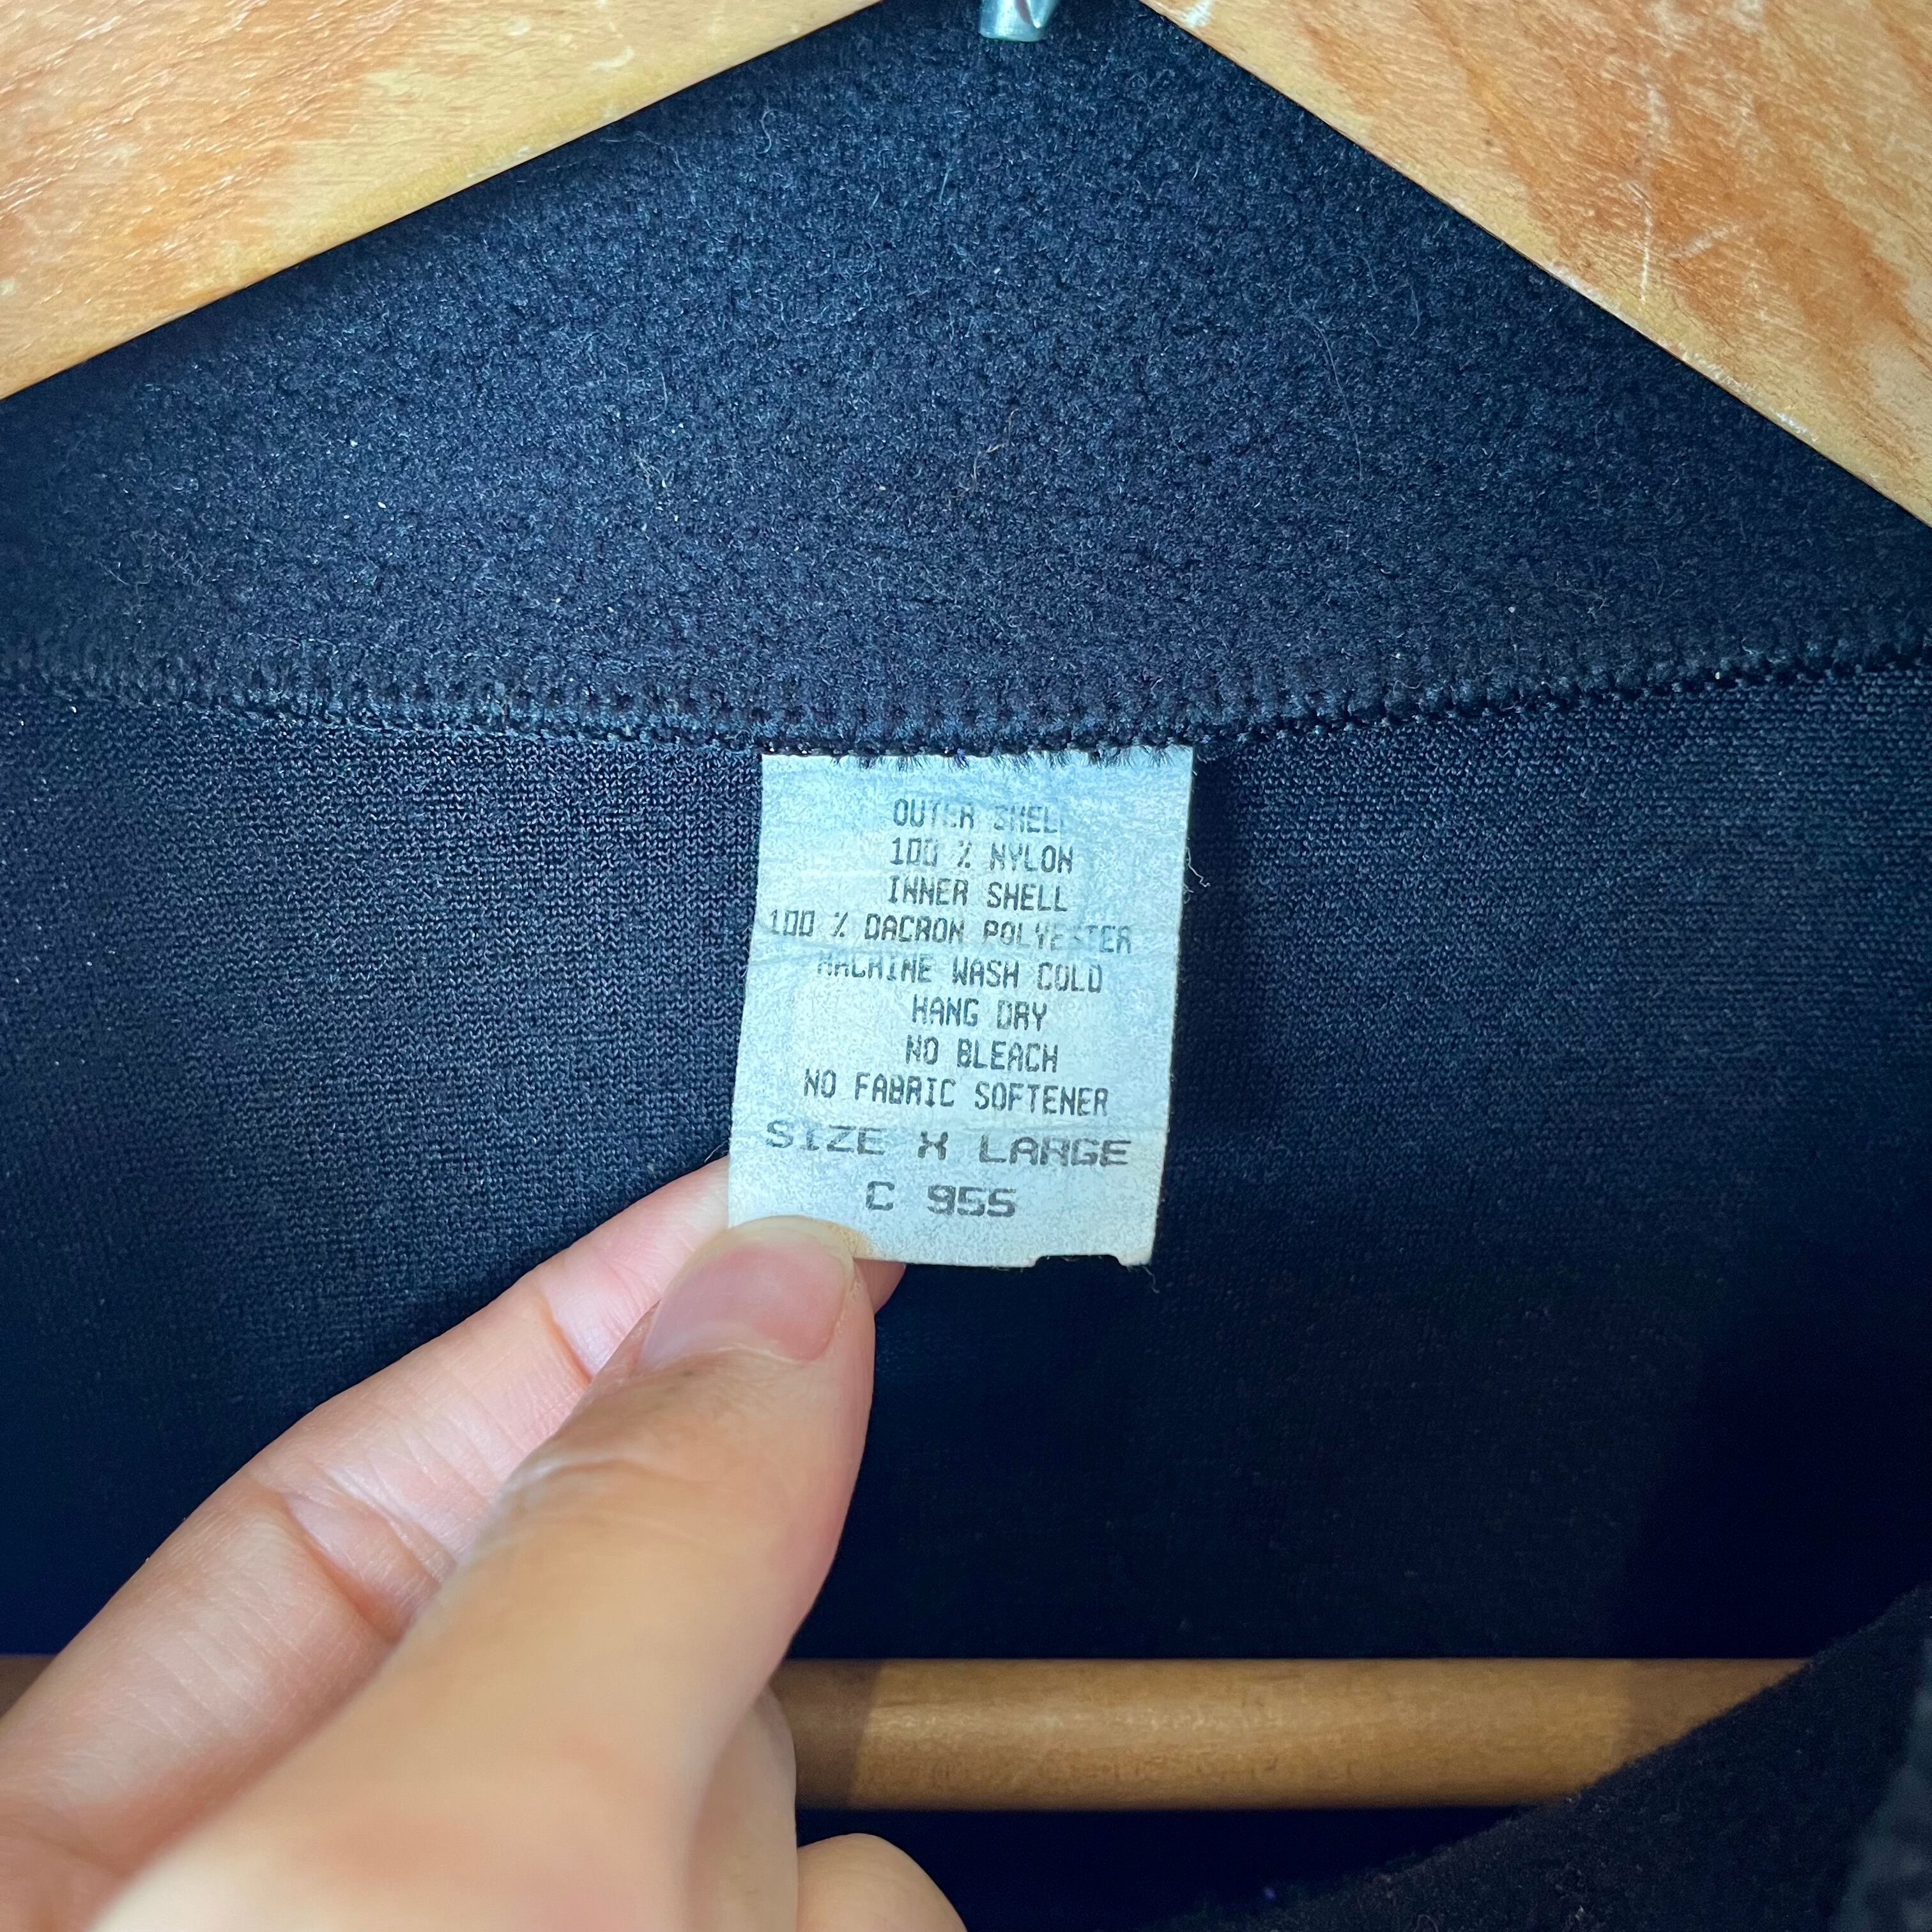 OUTER SHELL
100 % NYLON
INNER SHELL
100 % DACRON POLYESTER
MACHINE WASH COLD
HANG DRY
NO BLEACH
NO FABRIC SOFTENER
SIZE X LARGE
C 955